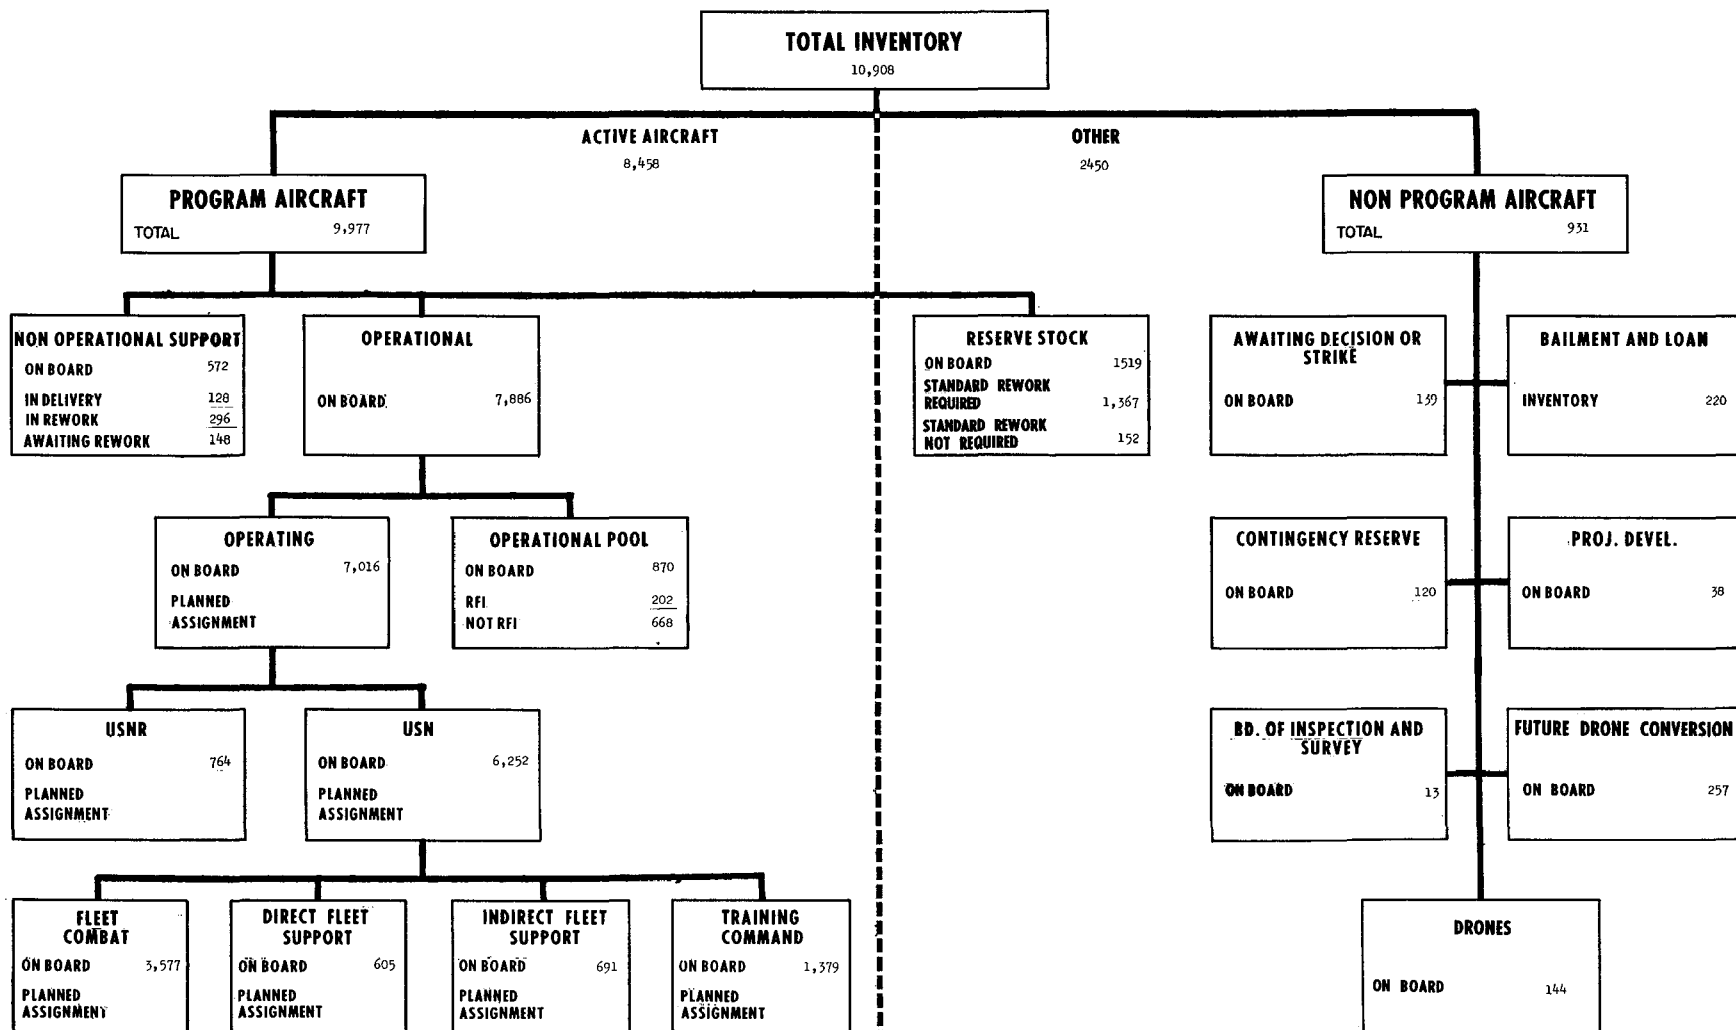 TOTAL INVENTORY
10,908
ACTIVE AIRCRAFT
8,458
OTHER
2450
PROGRAM AIRCRAFT
TOTAL 9,977
NON PROGRAM AIRCRAFT
TOTAL 931
NON OPERATIONAL SUPPORT
ON BOARD 572
IN DELIVERY 128
IN REWORK 296
AWAITING REWORK 148
OPERATIONAL
ON BOARD 7,886
RESERVE STOCK
ON BOARD 1519
STANDARD REWORK
REQUIRED 1,367
STANDARD REWORK
NOT REQUIRED 152
AWAITING DECISION OR
STRIKE
ON BOARD 139
BAILMENT AND LOAN
INVENTORY 220
OPERATING
ON BOARD 7,016
PLANNED
ASSIGNMENT
OPERATIONAL POOL
ON BOARD 870
RFI 202
NOT RFI 668
CONTINGENCY RESERVE
ON BOARD 120
PROJ. DEVEL.
ON BOARD 38
USNR
ON BOARD 764
PLANNED
ASSIGNMENT
USN
ON BOARD 6,252
PLANNED
ASSIGNMENT
BD. OF INSPECTION AND
SURVEY
ON BOARD 13
FUTURE DRONE CONVERSION
ON BOARD 257
FLEET
COMBAT
ON BOARD 3,577
PLANNED
ASSIGNMENT
DIRECT FLEET
SUPPORT
ON BOARD 605
PLANNED
ASSIGNMENT
INDIRECT FLEET
SUPPORT
ON BOARD 691
PLANNED
ASSIGNMENT
TRAINING
COMMAND
ON BOARD 1,379
PLANNED
ASSIGNMENT
DRONES
ON BOARD 144